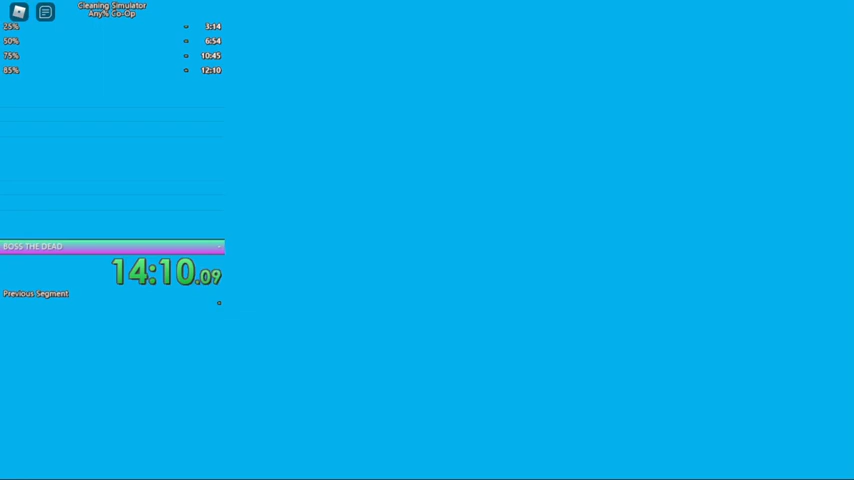 Cleaning Simulator
Any% Co-Op
25% - 3:14
50% - 6:54
75% - 10:45
85% - 12:10
BOSS THE DEAD -
14:10.09
Previous Segment
-